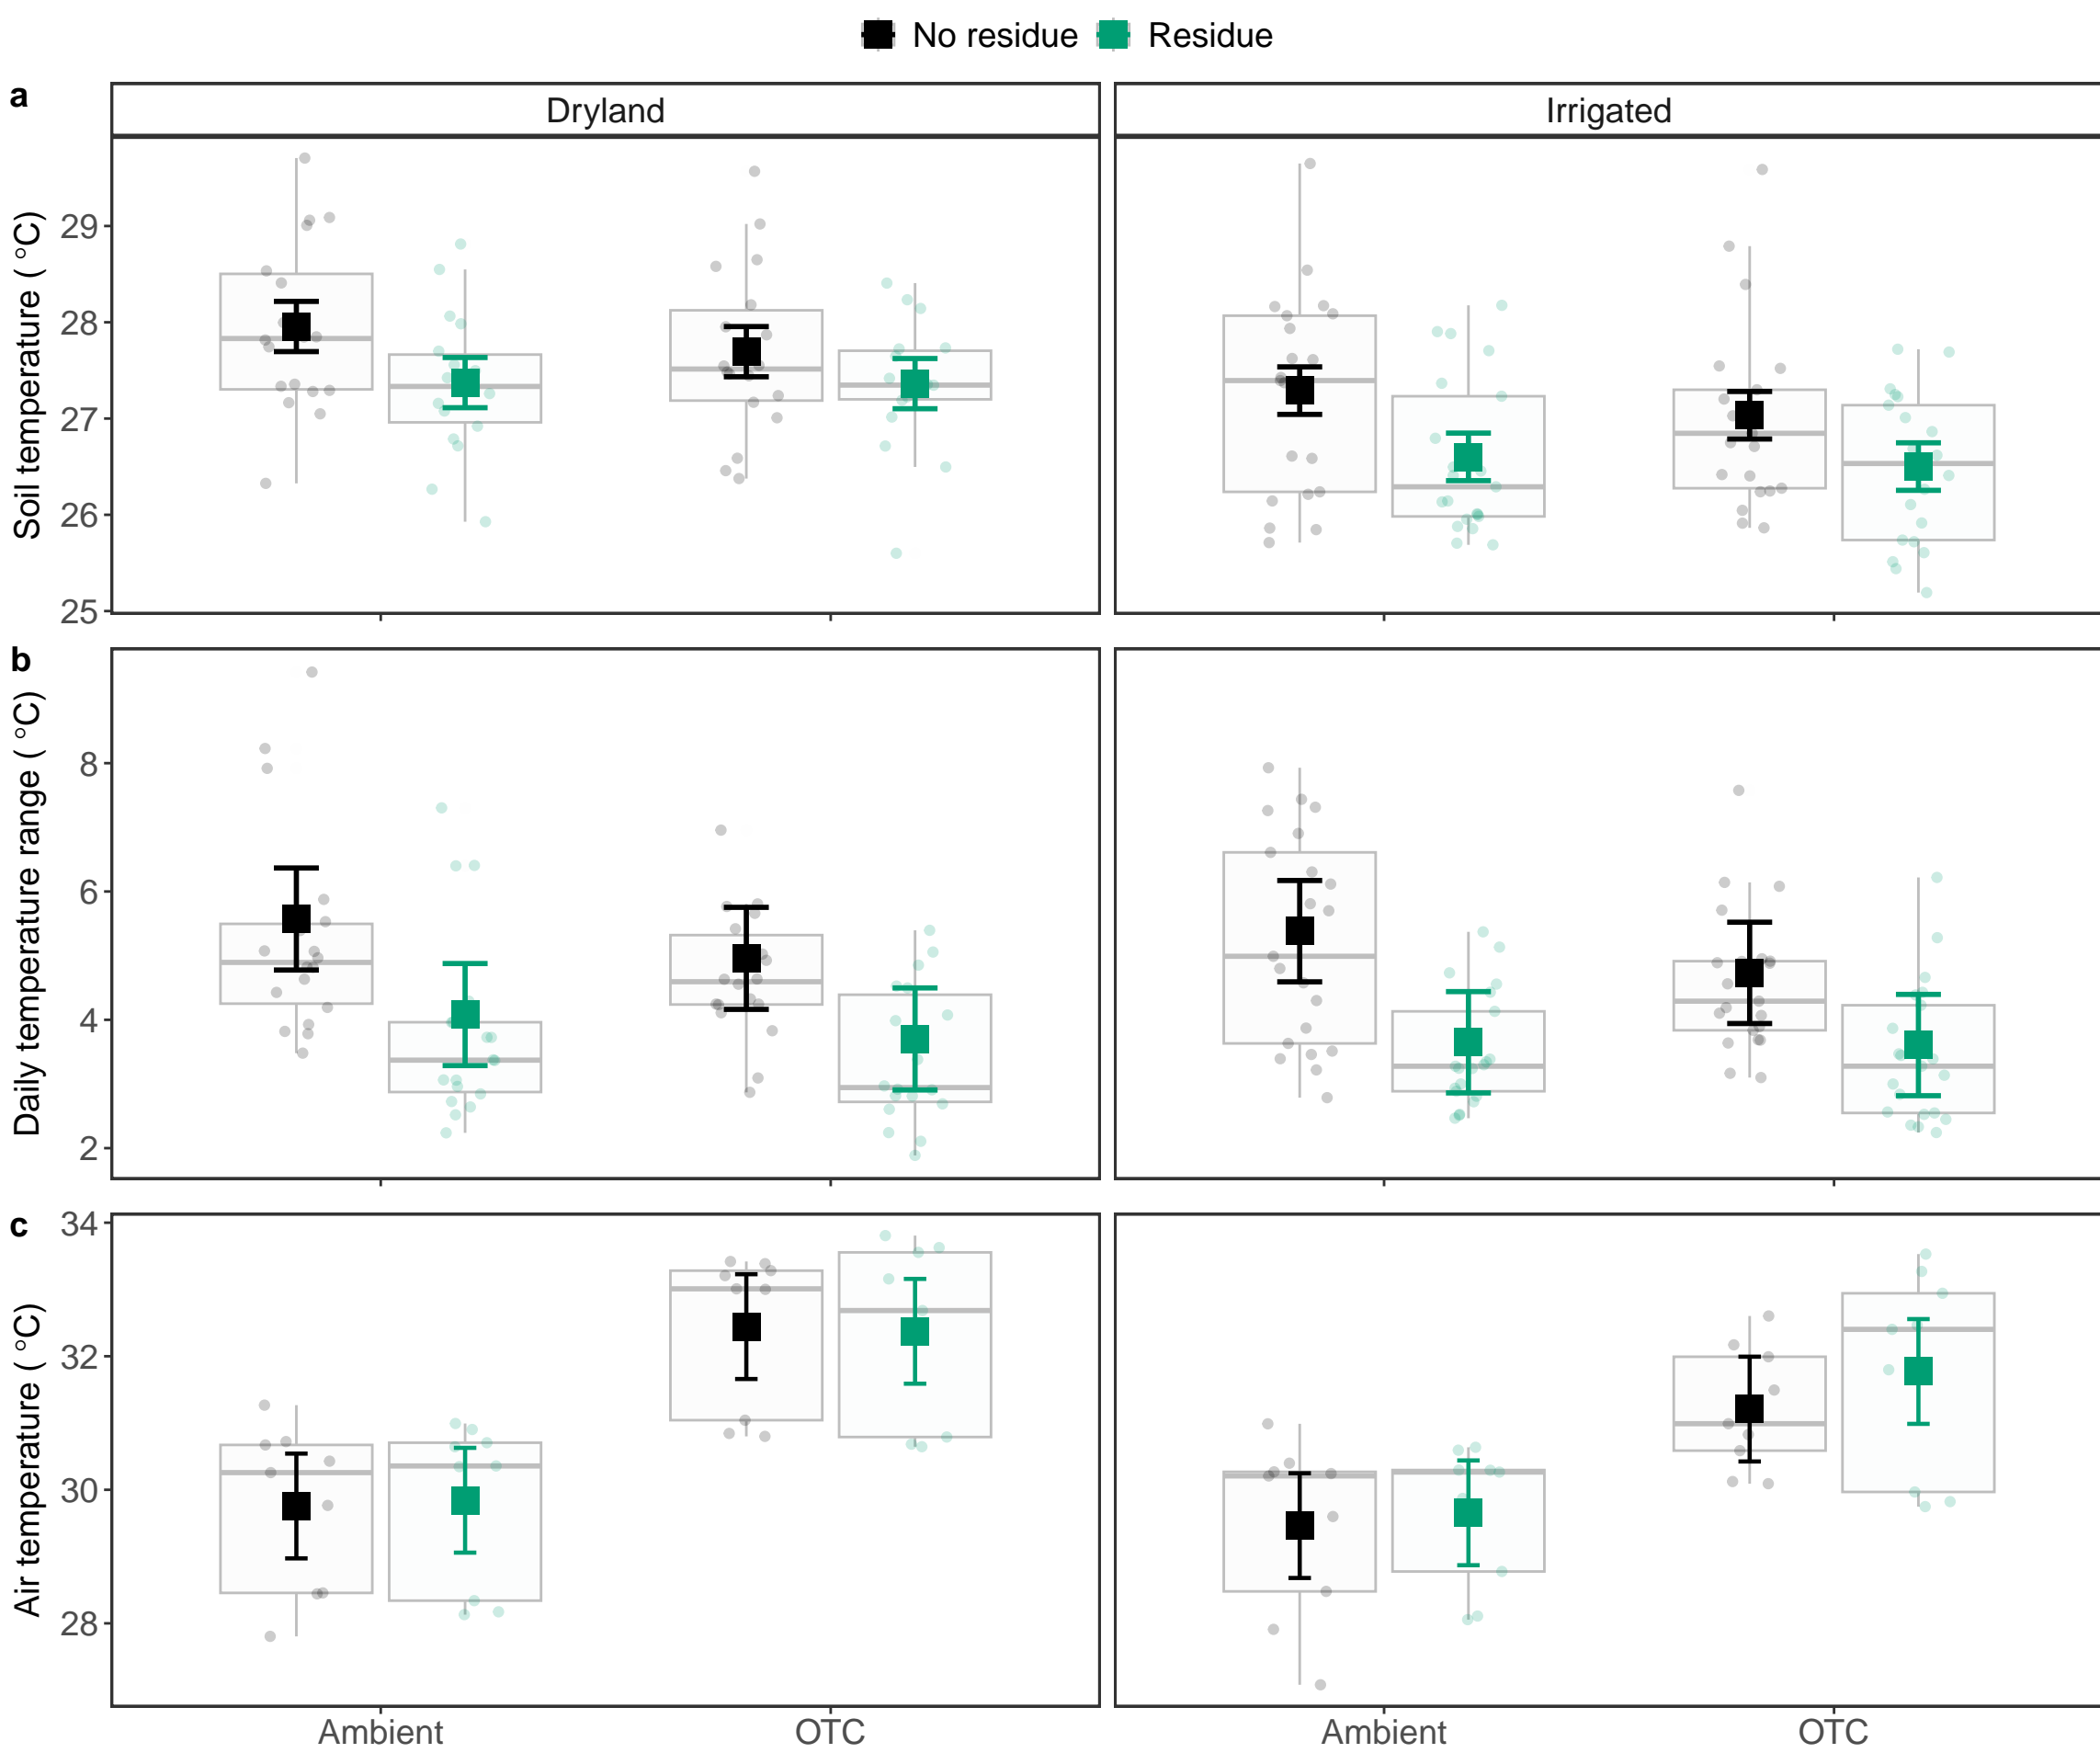 No residue Residue
a
Dryland Irrigated
Soil temperature ( °C)
29
28
27
26
25
b
Daily temperature range ( °C)
8
6
4
2
c
Air temperature ( °C)
34
32
30
28
Ambient OTC Ambient OTC